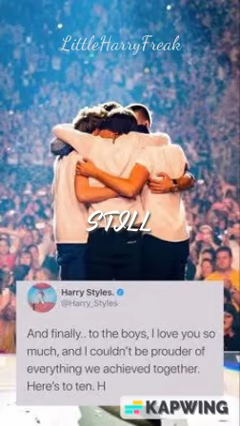 LittleHarryFreak
STILL
Harry Styles.
@Harry_Styles
And finally.. to the boys, I love you so
much, and I couldn't be prouder of
everything we achieved together.
Here's to ten. H
KAPWING